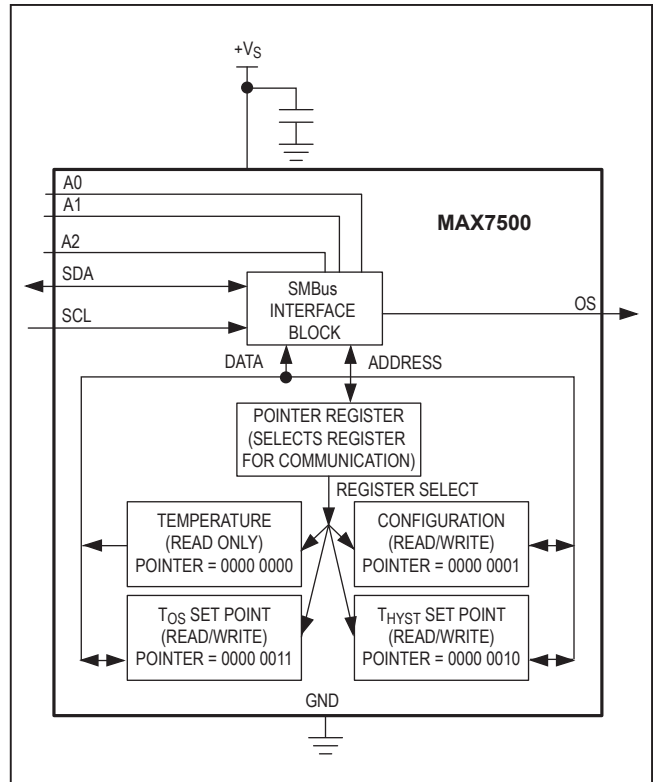 +VS
A0
A1
A2
SDA
SCL
MAX7500
SMBus
INTERFACE
BLOCK
OS
DATA
ADDRESS
POINTER REGISTER
(SELECTS REGISTER
FOR COMMUNICATION)
REGISTER SELECT
TEMPERATURE
(READ ONLY)
POINTER = 0000 0000
CONFIGURATION
(READ/WRITE)
POINTER = 0000 0001
TOS SET POINT
(READ/WRITE)
POINTER = 0000 0011
THYST SET POINT
(READ/WRITE)
POINTER = 0000 0010
GND